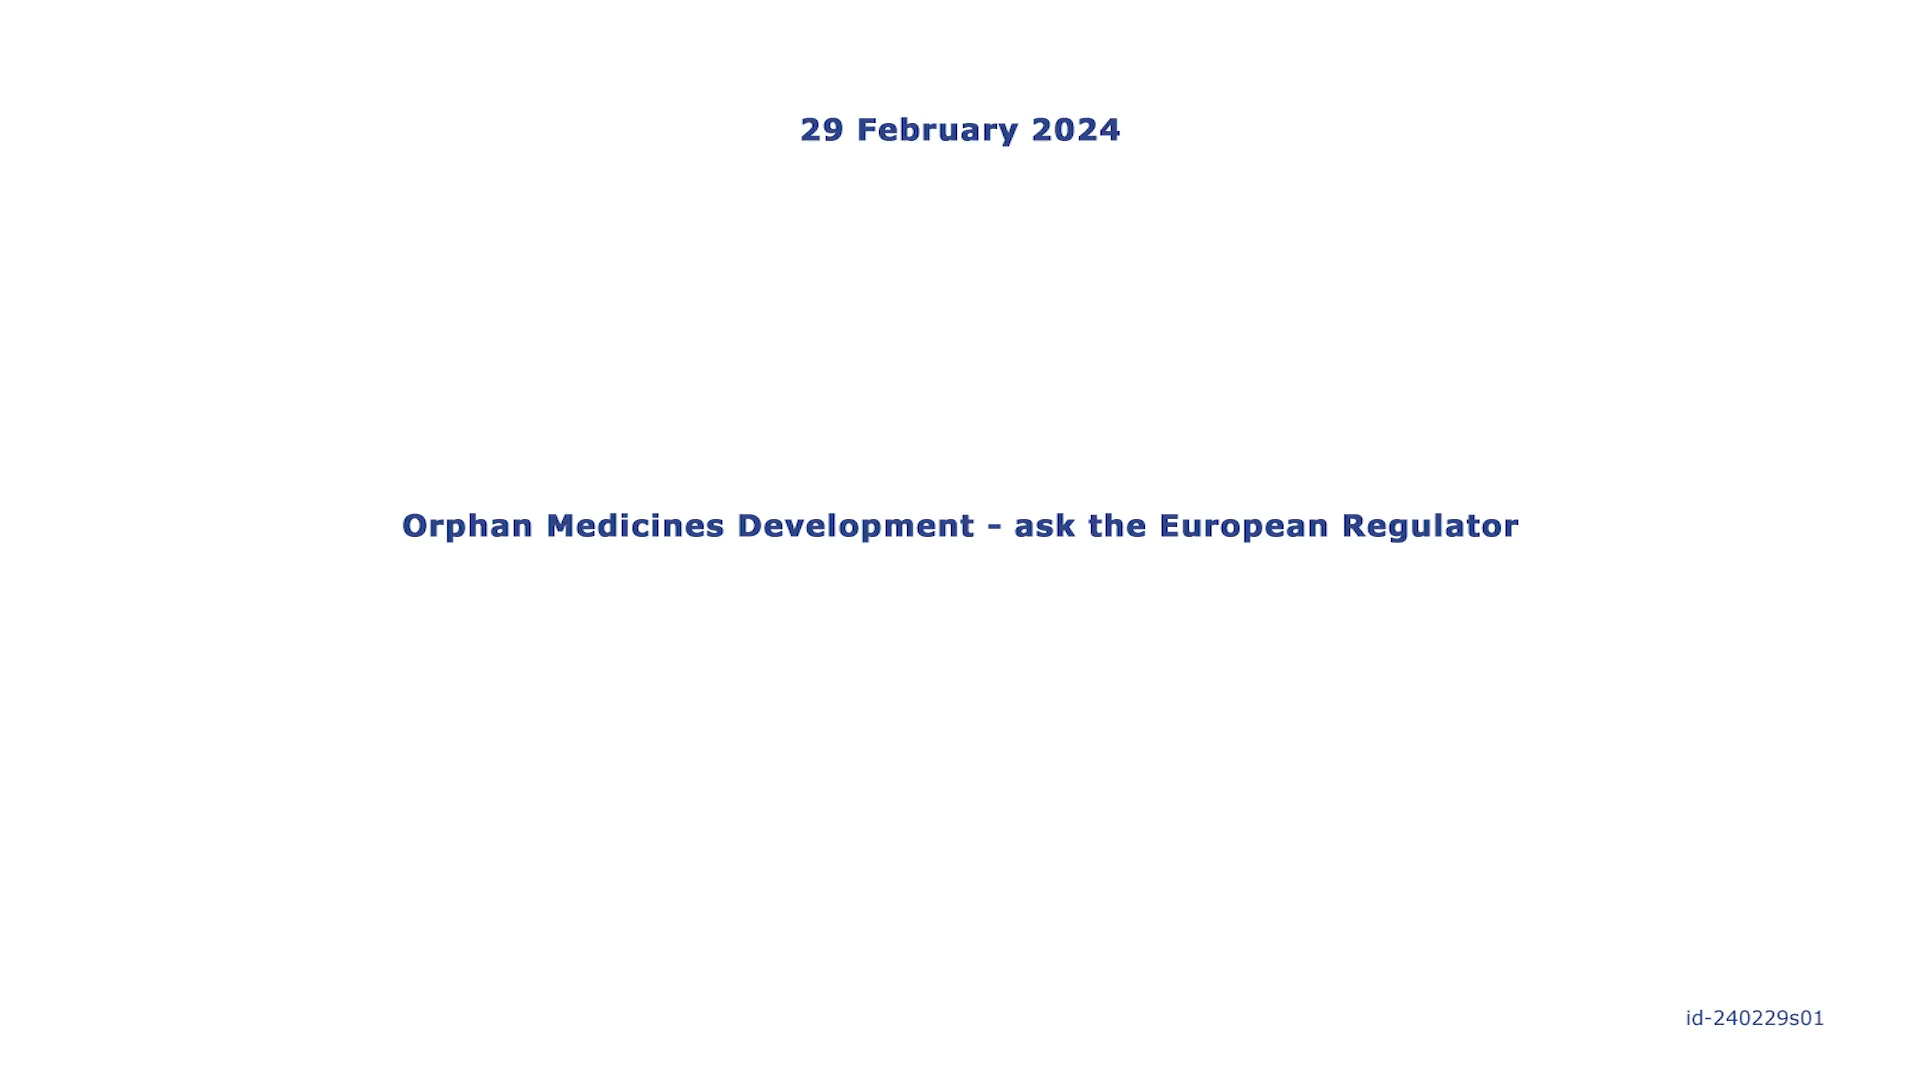 29 February 2024
Orphan Medicines Development - ask the European Regulator
id-240229s01